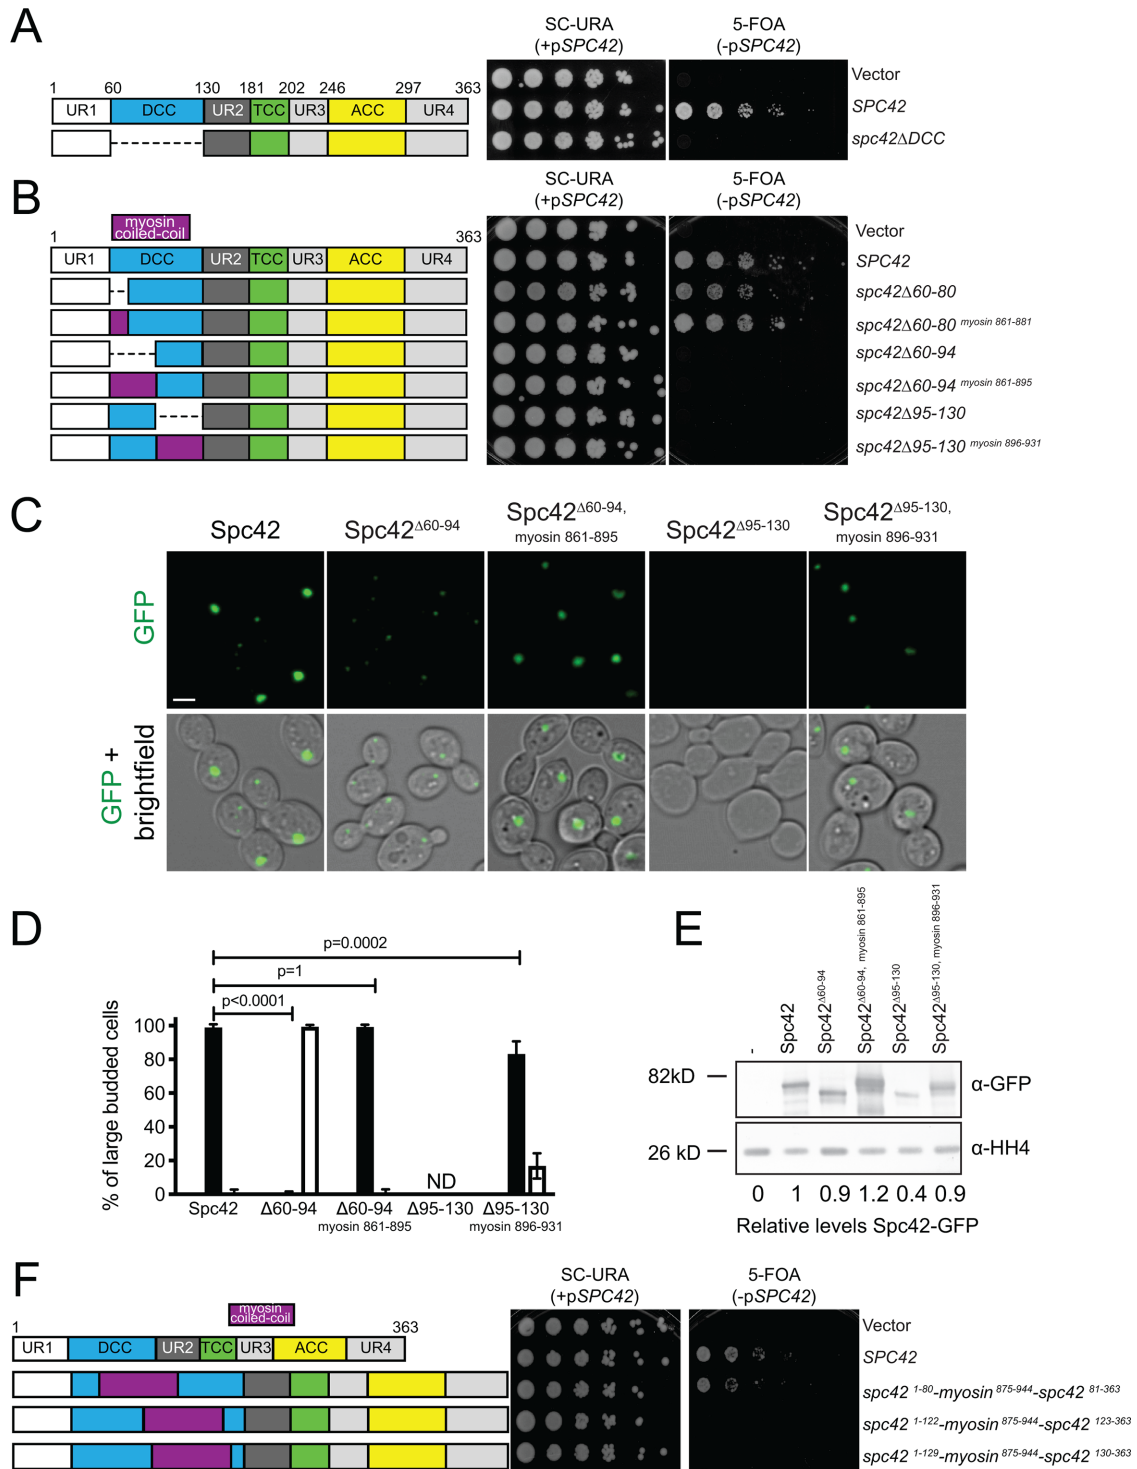 A
SC-URA
(+pSPC42)
5-FOA
(-pSPC42)
1 60 130 181 202 246 297 363
UR1 DCC UR2 TCC UR3 ACC UR4
Vector
SPC42
spc42ΔDCC
B
SC-URA
(+pSPC42)
5-FOA
(-pSPC42)
myosin
coiled-coil
1 363
UR1 DCC UR2 TCC UR3 ACC UR4
Vector
SPC42
spc42Δ60-80
spc42Δ60-80 myosin 861-881
spc42Δ60-94
spc42Δ60-94 myosin 861-895
spc42Δ95-130
spc42Δ95-130 myosin 896-931
C
Spc42
Spc42Δ60-94
Spc42Δ60-94,
myosin 861-895
Spc42Δ95-130
Spc42Δ95-130,
myosin 896-931
GFP
GFP +
brightfield
D
p=0.0002
p=1
p<0.0001
% of large budded cells
100
80
60
40
20
0
ND
Spc42 Δ60-94 Δ60-94 Δ95-130 Δ95-130
myosin 861-895 myosin 896-931
E
-
Spc42
Spc42Δ60-94
Spc42Δ60-94, myosin 861-895
Spc42Δ95-130
Spc42Δ95-130, myosin 896-931
82kD
α-GFP
26 kD
α-HH4
0 1 0.9 1.2 0.4 0.9
Relative levels Spc42-GFP
F
SC-URA
(+pSPC42)
5-FOA
(-pSPC42)
myosin
coiled-coil
1 363
UR1 DCC UR2 TCC UR3 ACC UR4
Vector
SPC42
spc42 1-80-myosin 875-944-spc42 81-363
spc42 1-122-myosin 875-944-spc42 123-363
spc42 1-129-myosin 875-944-spc42 130-363